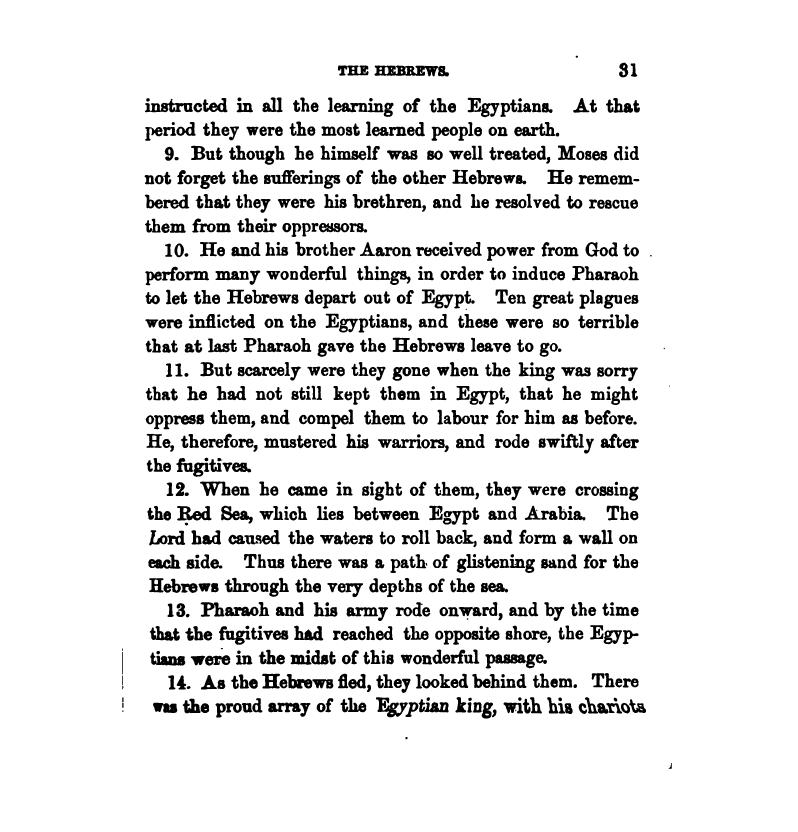 THE HEBREWS. 31
instructed in all the learning of the Egyptians. At that
period they were the most learned people on earth.
9. But though he himself was so well treated, Moses did
not forget the sufferings of the other Hebrews. He remem-
bered that they were his brethren, and he resolved to rescue
them from their oppressors.
10. He and his brother Aaron received power from God to
perform many wonderful things, in order to induce Pharaoh
to let the Hebrews depart out of Egypt. Ten great plagues
were inflicted on the Egyptians, and these were so terrible
that at last Pharaoh gave the Hebrews leave to go.
11. But scarcely were they gone when the king was sorry
that he had not still kept them in Egypt, that he might
oppress them, and compel them to labour for him as before.
He, therefore, mustered his warriors, and rode swiftly after
the fugitives.
12. When he came in sight of them, they were crossing
the Red Sea, which lies between Egypt and Arabia. The
Lord had caused the waters to roll back, and form a wall on
each side. Thus there was a path of glistening sand for the
Hebrews through the very depths of the sea.
13. Pharaoh and his army rode onward, and by the time
that the fugitives had reached the opposite shore, the Egyp-
tians were in the midst of this wonderful passage.
14. As the Hebrews fled, they looked behind them. There
was the proud array of the Egyptian king, with his chariots